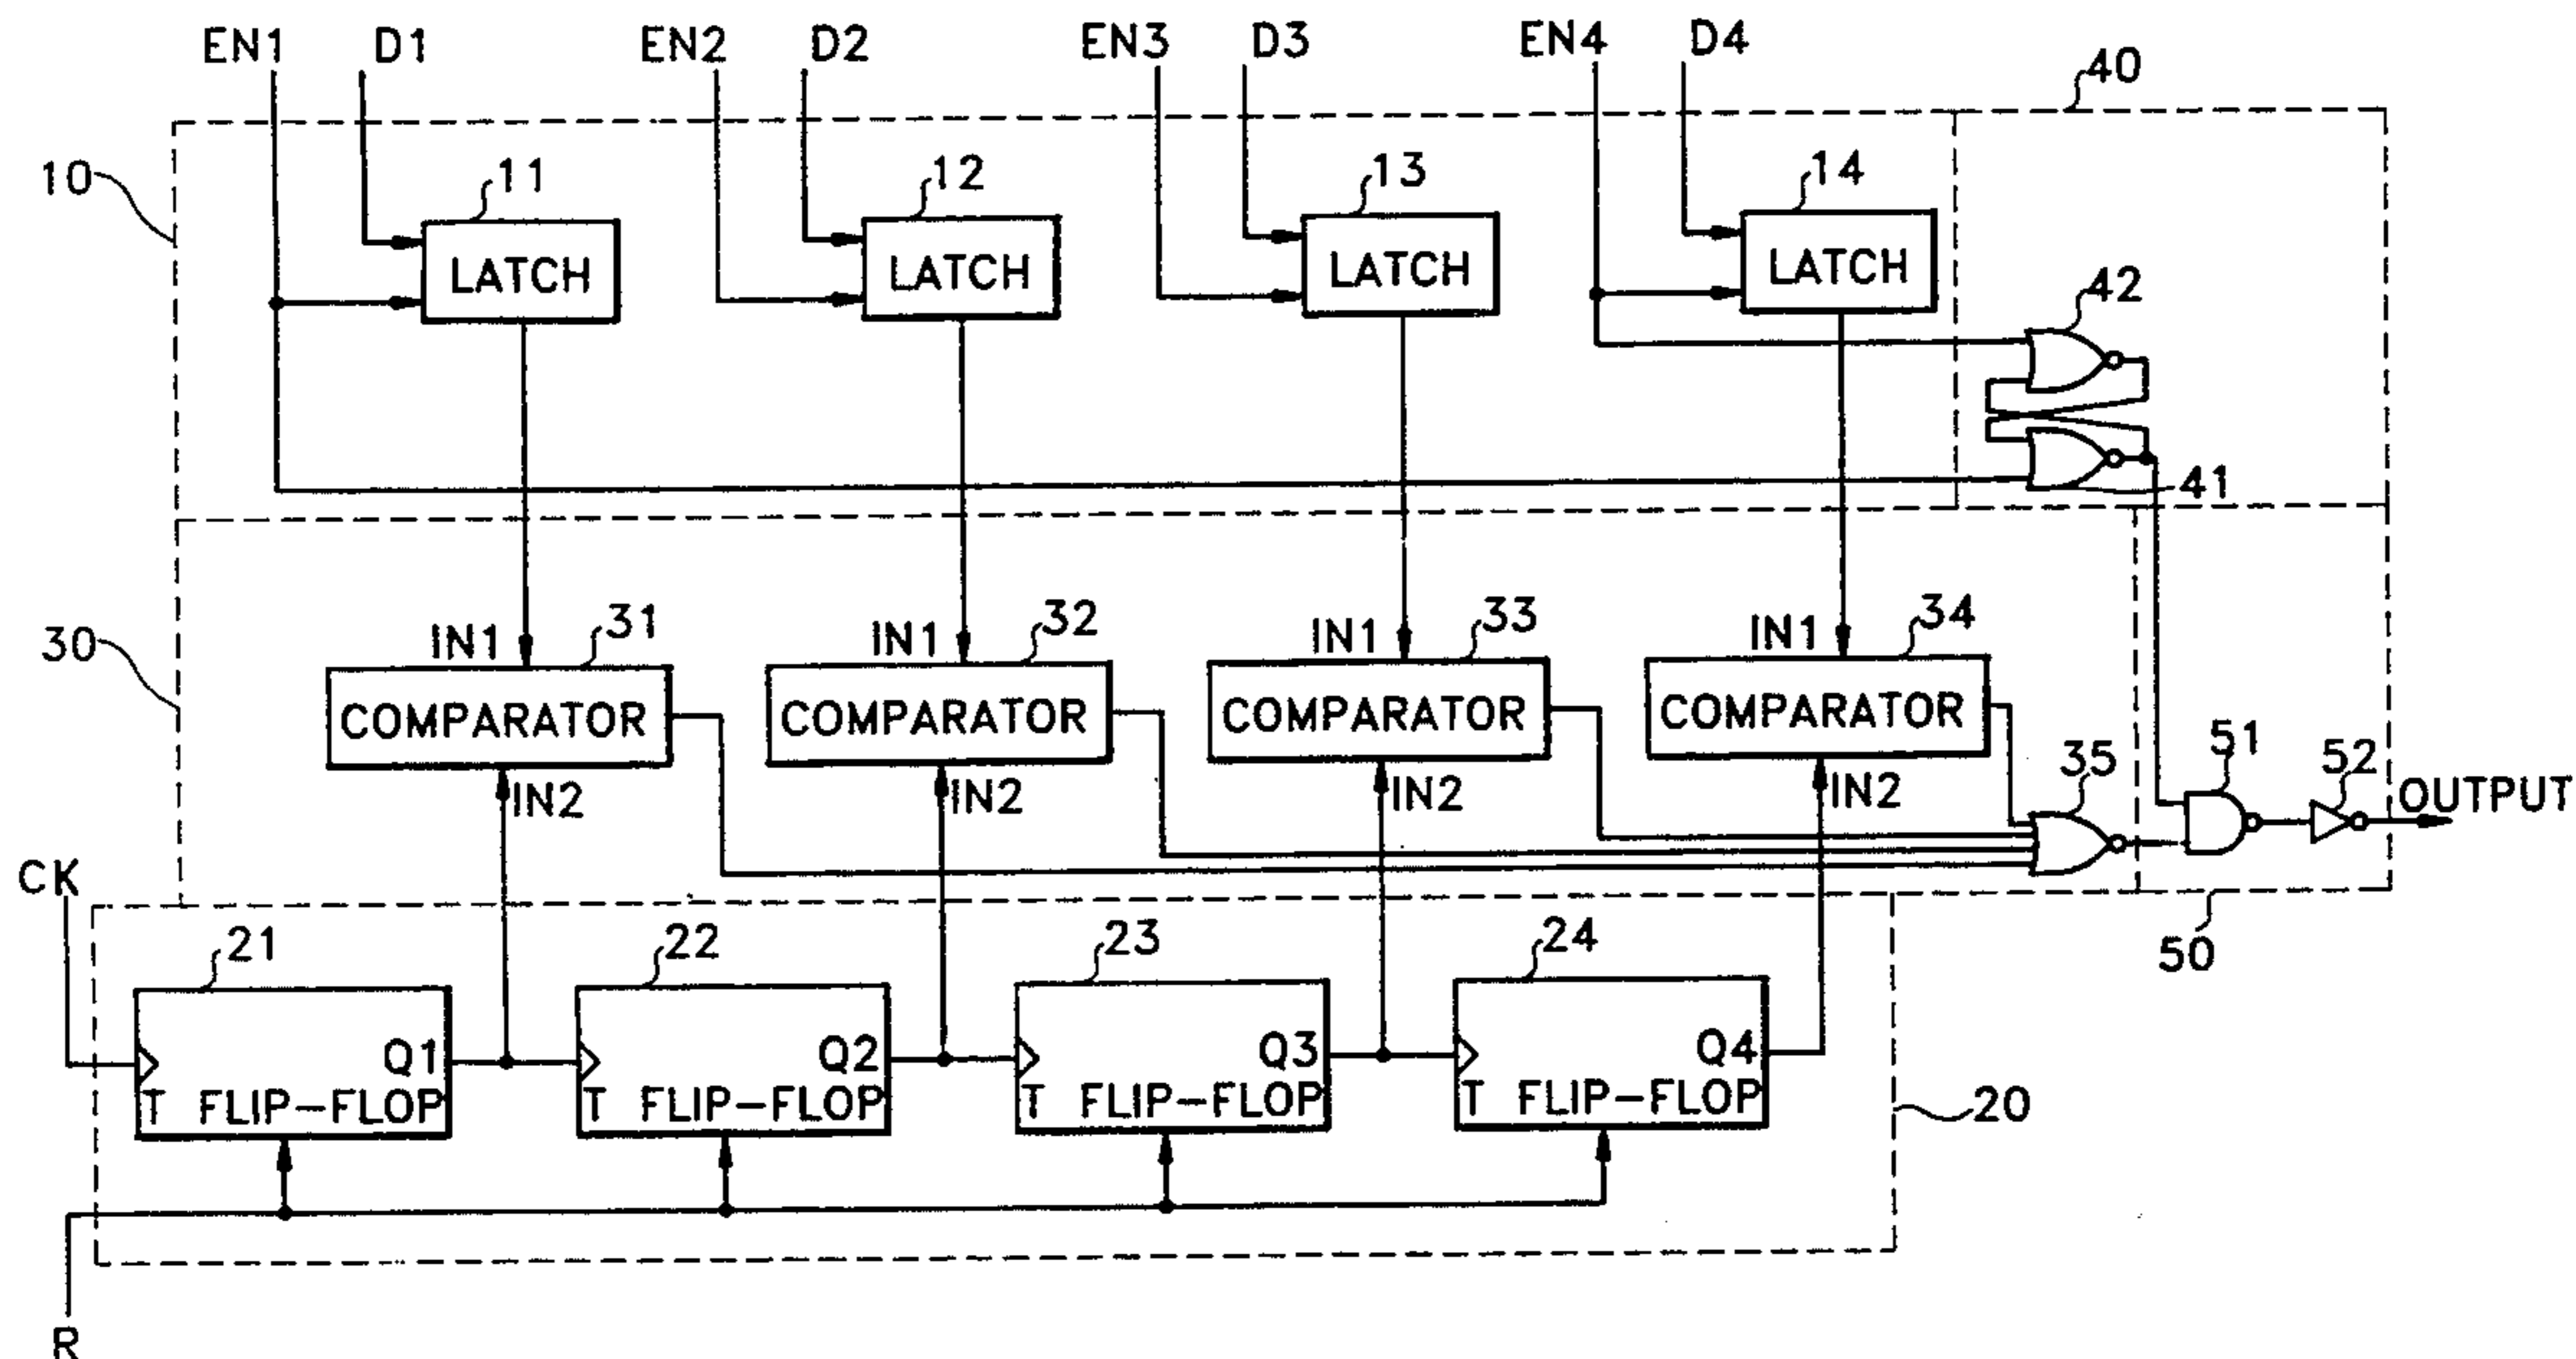 EN1 D1 EN2 D2 EN3 D3 EN4 D4
40
10 11 12 13 14
LATCH LATCH LATCH LATCH
42
41
30 IN1 31 IN1 32 IN1 33 IN1 34
COMPARATOR COMPARATOR COMPARATOR COMPARATOR
IN2 IN2 IN2 IN2 35 51 52 OUTPUT
CK
21 22 23 24 50
Q1 Q2 Q3 Q4
T FLIP-FLOP T FLIP-FLOP T FLIP-FLOP T FLIP-FLOP 20
R